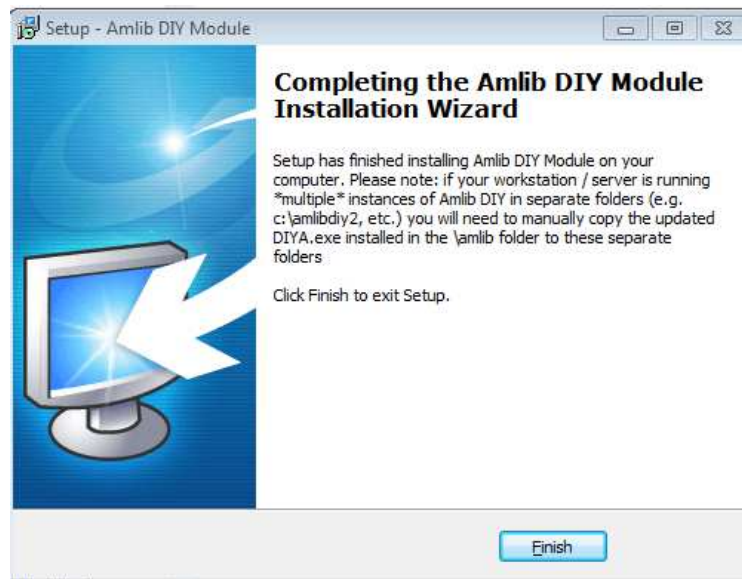 Setup - Amlib DIY Module
Completing the Amlib DIY Module
Installation Wizard
Setup has finished installing Amlib DIY Module on your
computer. Please note: if your workstation / server is running
*multiple* instances of Amlib DIY in separate folders (e.g.
c:\amlibdiy2, etc.) you will need to manually copy the updated
DIYA.exe installed in the \amlib folder to these separate
folders
Click Finish to exit Setup.
Finish